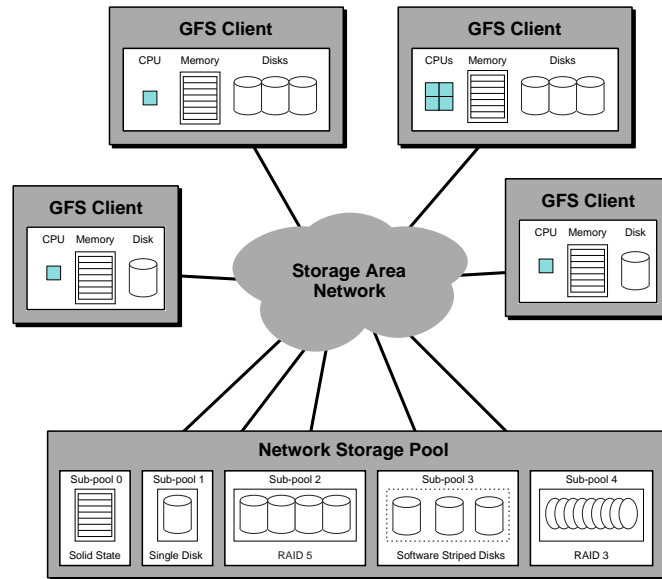 GFS Client
CPU Memory Disks
GFS Client
CPUs Memory Disks
GFS Client
CPU Memory Disk
GFS Client
CPU Memory Disk
Storage Area
Network
Network Storage Pool
Sub-pool 0
Solid State
Sub-pool 1
Single Disk
Sub-pool 2
RAID 5
Sub-pool 3
Software Striped Disks
Sub-pool 4
RAID 3